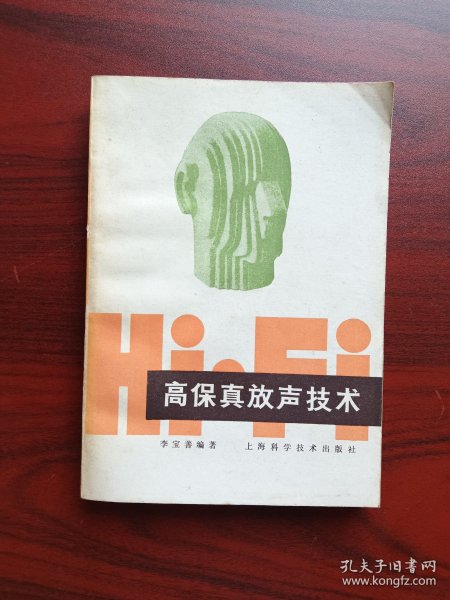 Hi-Fi
高保真放声技术
李宝善编著 上海科学技术出版社
孔夫子旧书网
www.kongfz.com